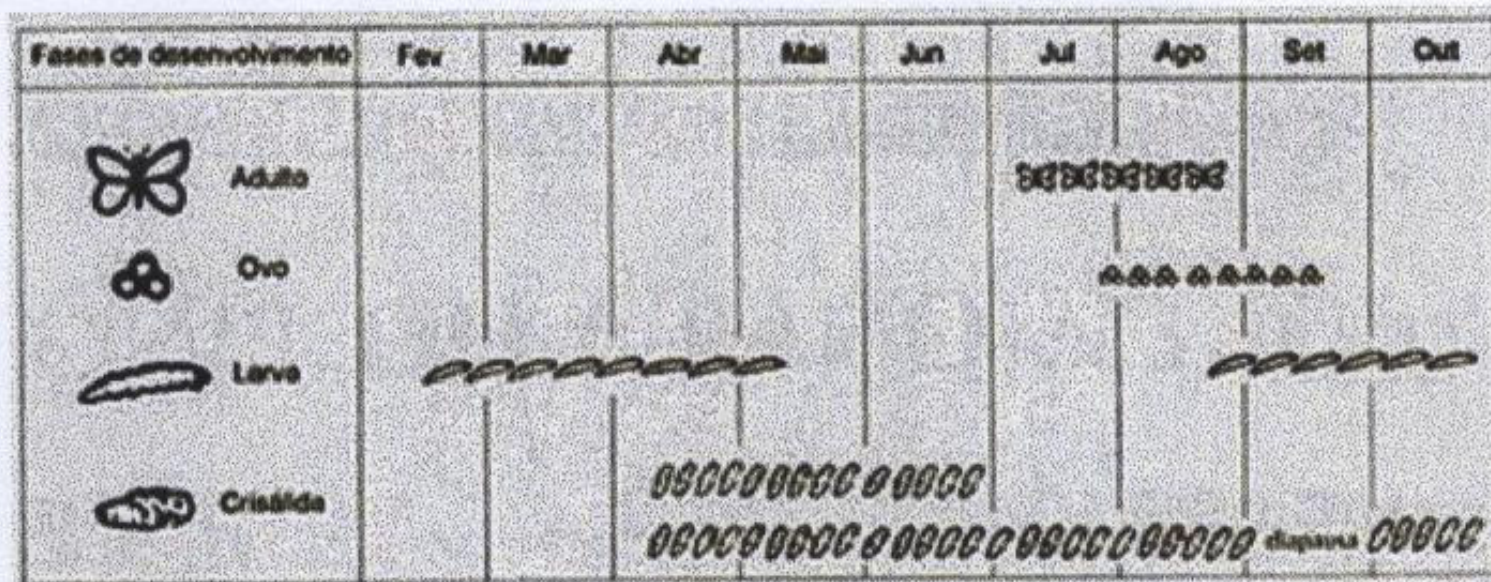 Fases de desenvolvimento Fev Mar Abr Mai Jun Jul Ago Set Out
Adulto
Ovo
Larva
Crisálida
diapausa